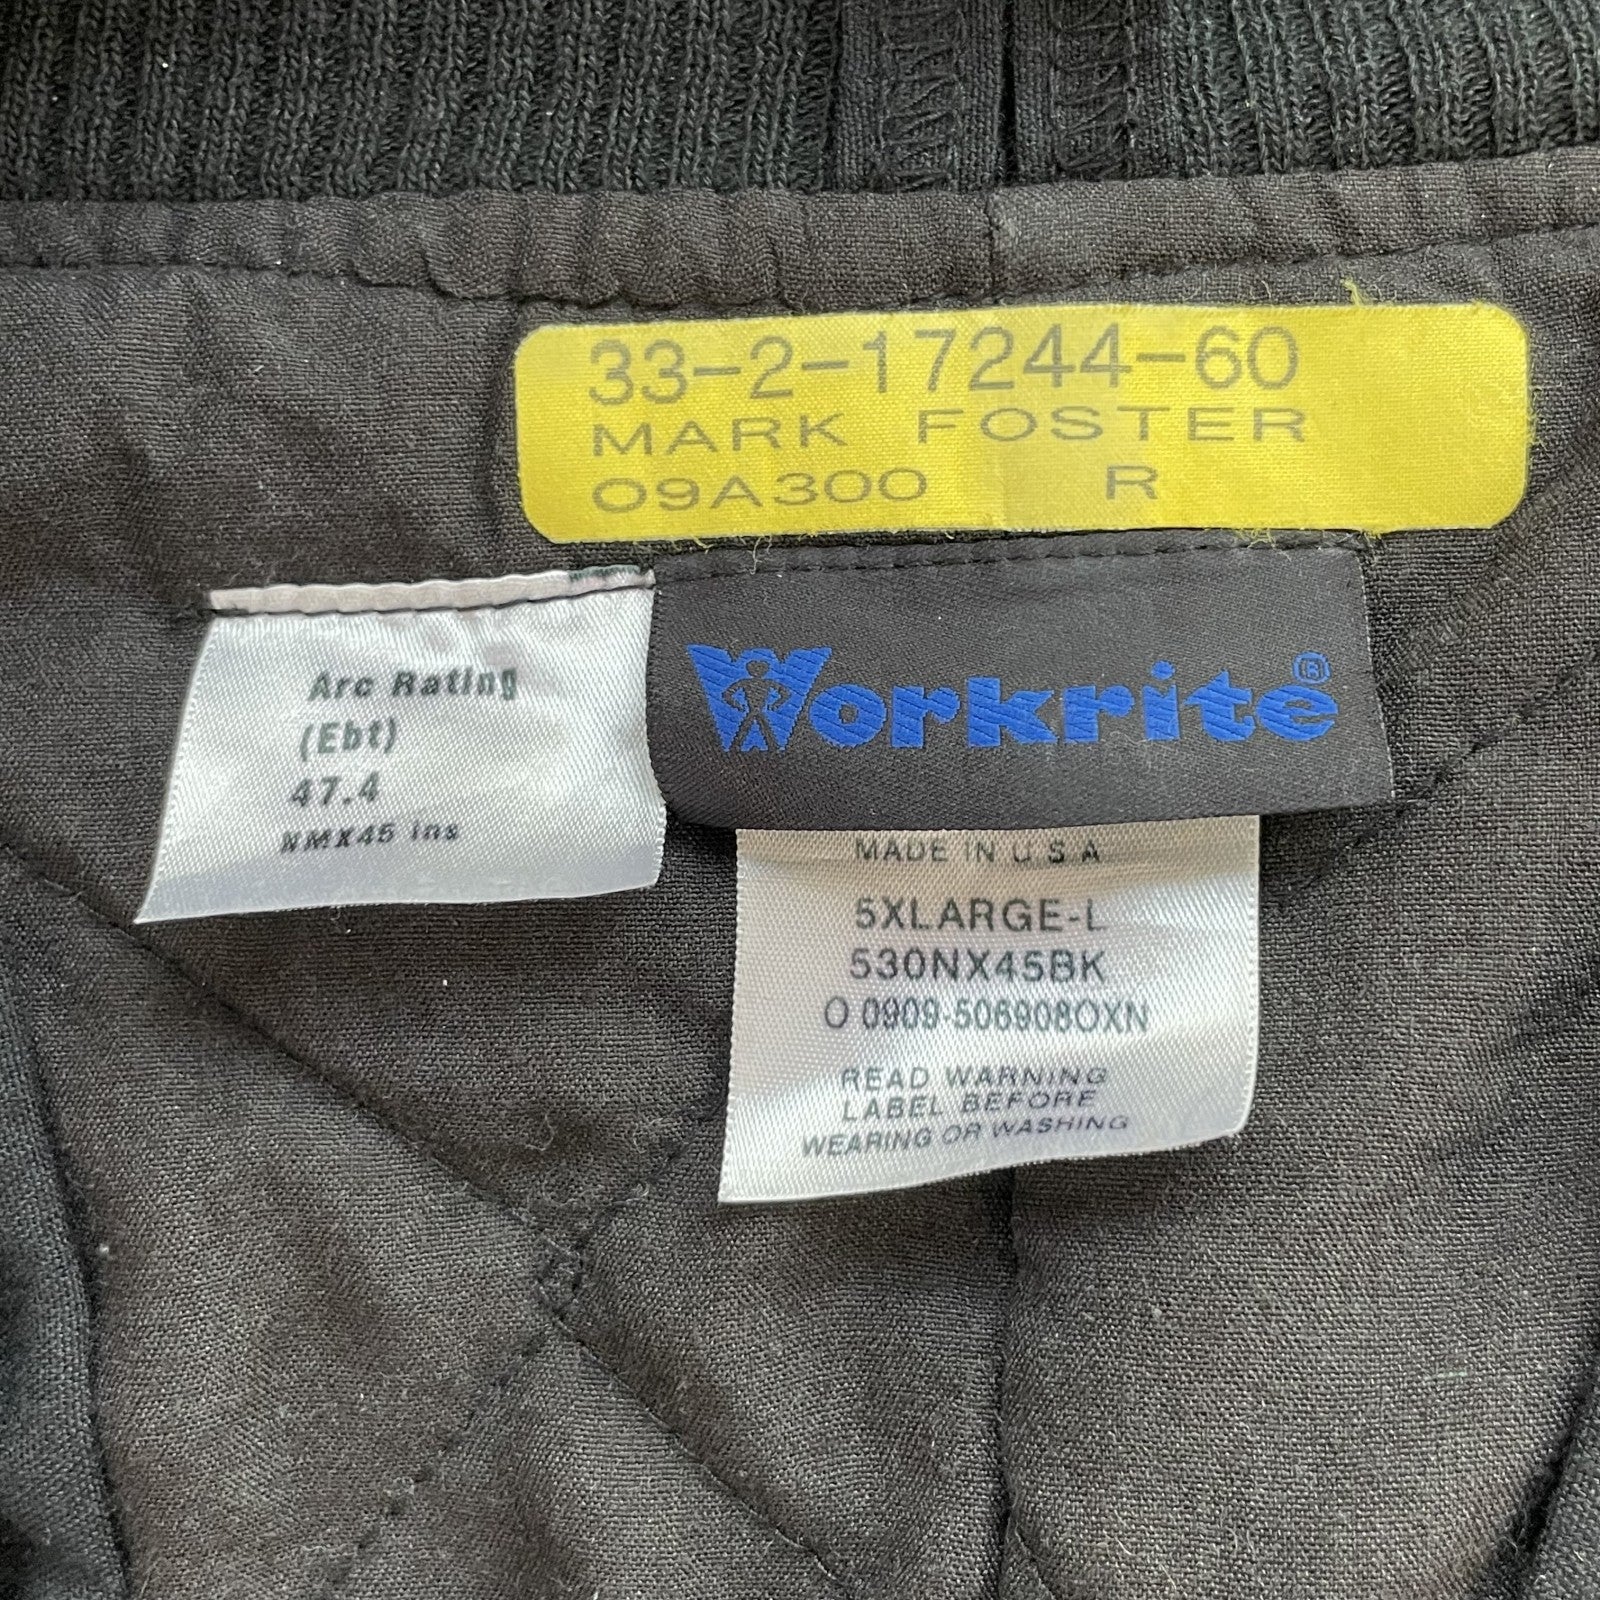 33-2-17244-60
MARK FOSTER
09A300 R
Arc Rating
(Ebt)
47.4
NMX45 ins
Workrite®
MADE IN U S A
5XLARGE-L
530NX45BK
O 0909-5069080XN
READ WARNING
LABEL BEFORE
WEARING OR WASHING